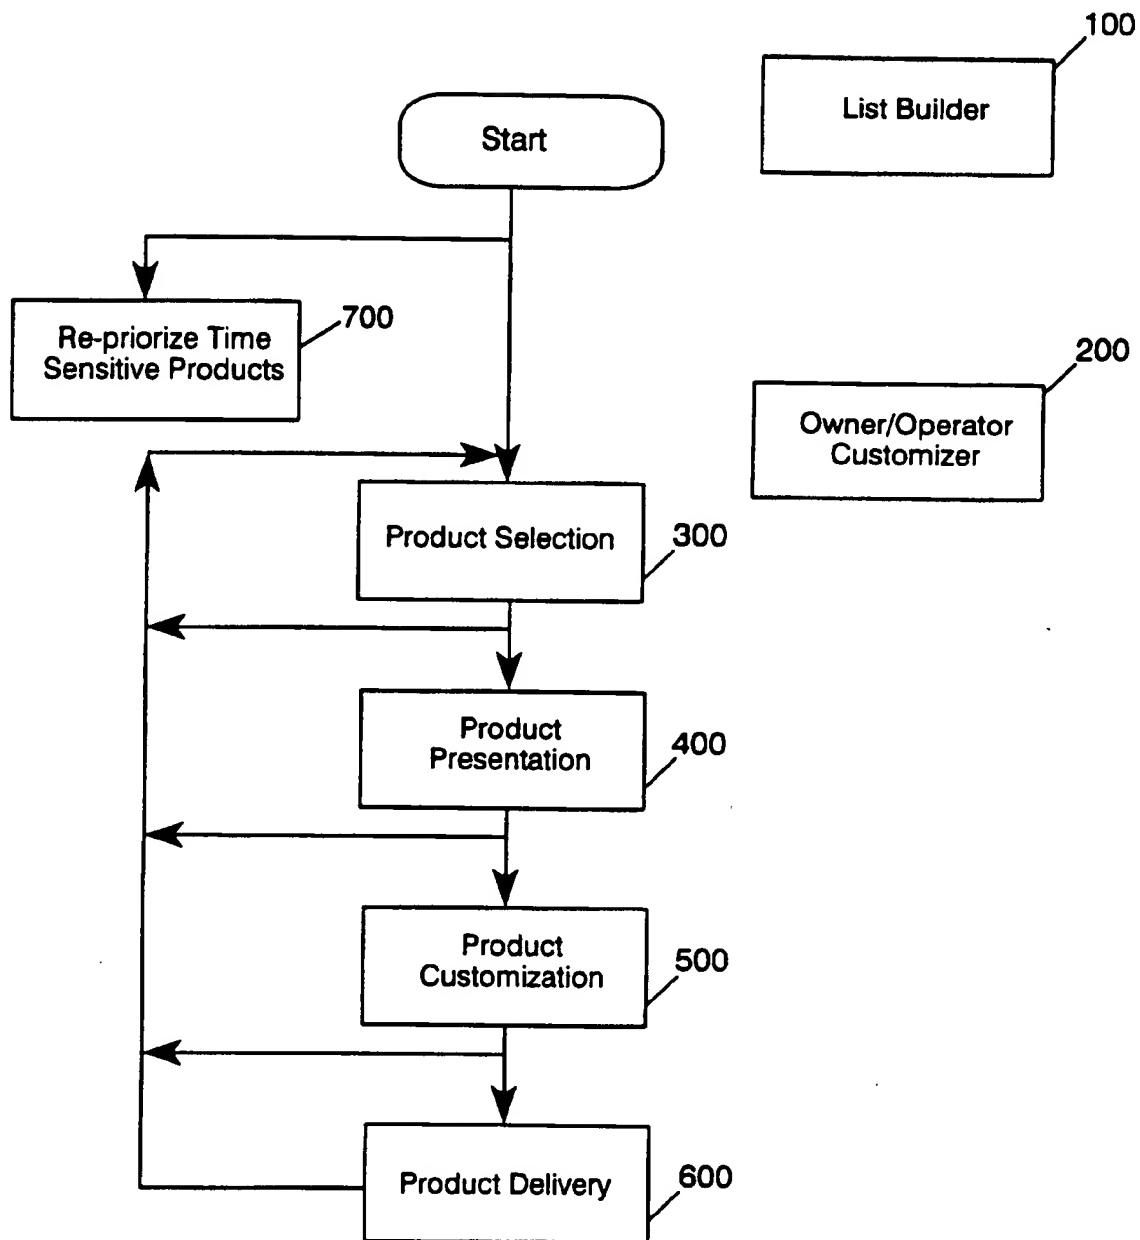 100
List Builder
Start
700
Re-priorize Time
Sensitive Products
200
Owner/Operator
Customizer
Product Selection
300
Product
Presentation
400
Product
Customization
500
Product Delivery
600